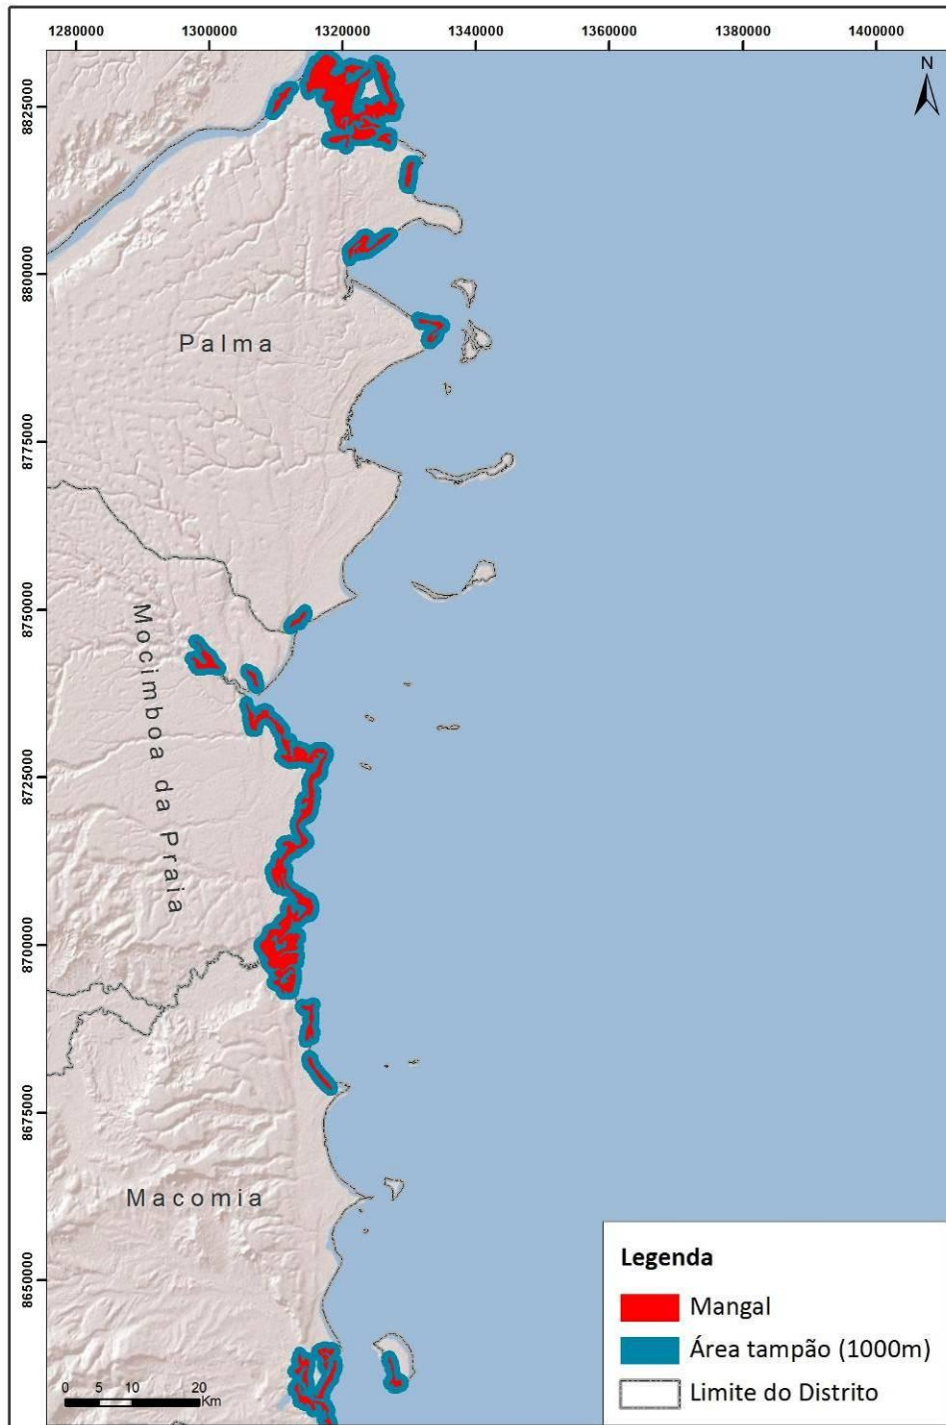 1280000 1300000 1320000 1340000 1360000 1380000 1400000
N
8825000
8800000
Palma
8775000
8750000
Mocimboa da Praia
8725000
8700000
8675000
Macomia
8650000
Legenda
Mangal
Área tampão (1000m)
Limite do Distrito
0 5 10 20
Km